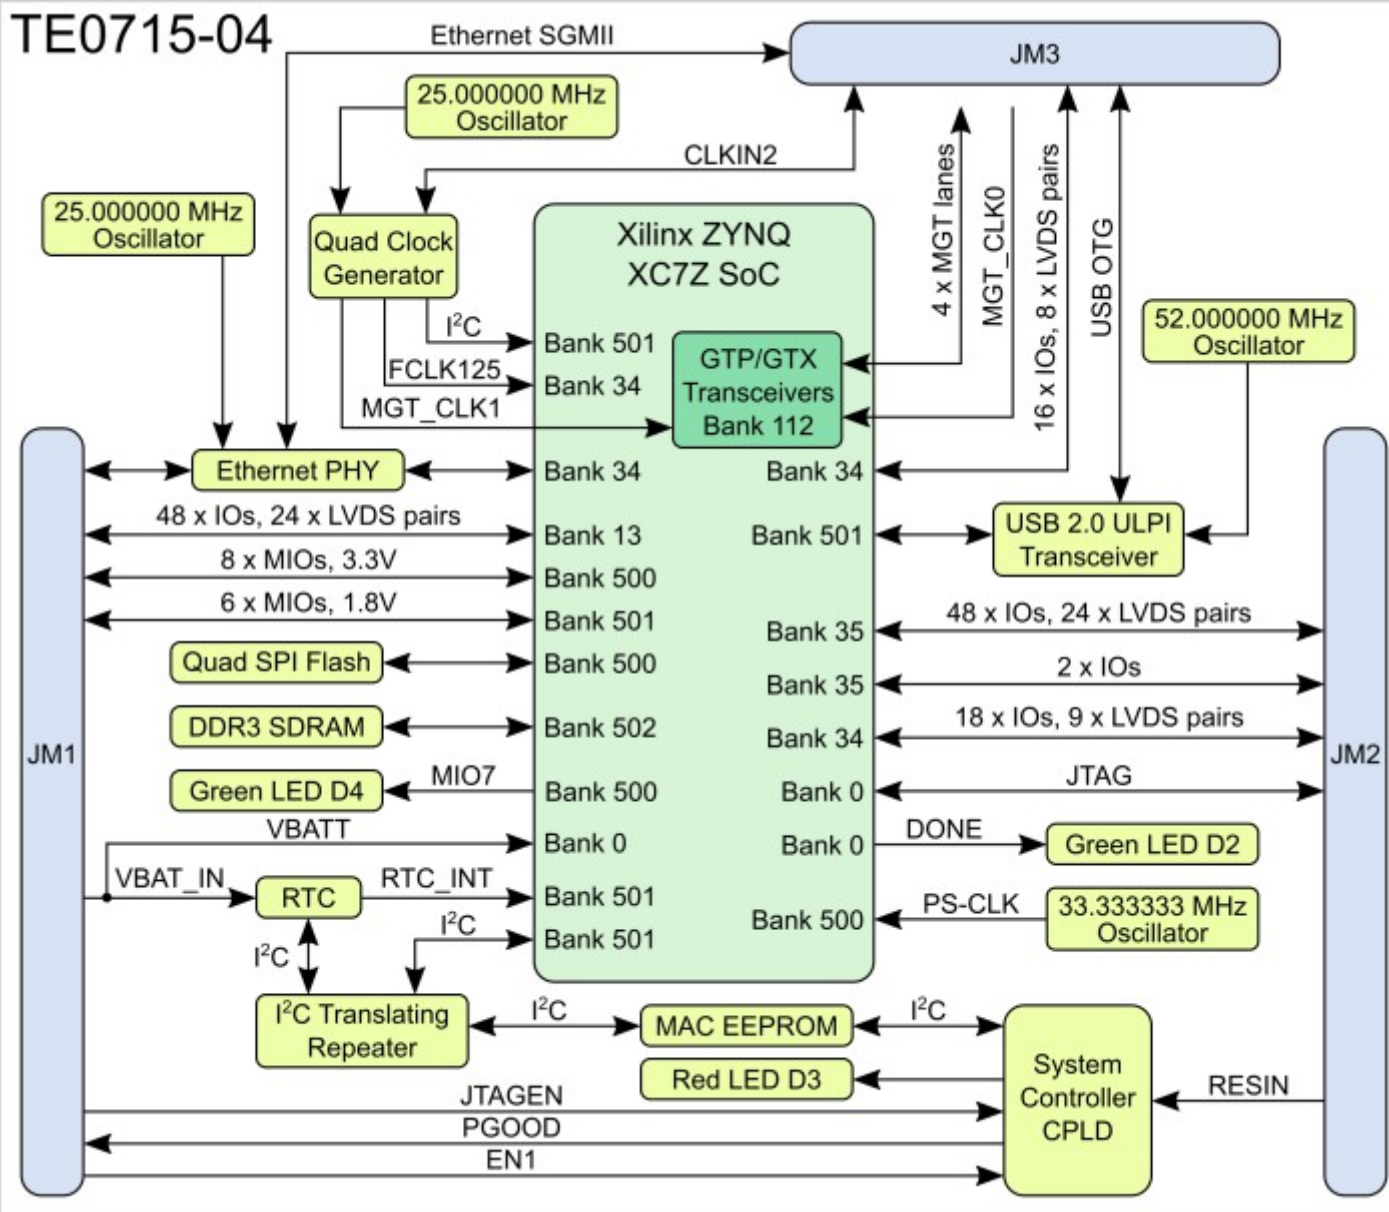 TE0715-04
Ethernet SGMII
JM3
25.000000 MHz
Oscillator
CLKIN2
4 x MGT lanes
MGT_CLK0
16 x IOs, 8 x LVDS pairs
USB OTG
25.000000 MHz
Oscillator
Quad Clock
Generator
Xilinx ZYNQ
XC7Z SoC
52.000000 MHz
Oscillator
I²C
Bank 501
FCLK125
Bank 34
MGT_CLK1
GTP/GTX
Transceivers
Bank 112
Ethernet PHY
Bank 34
Bank 34
48 x IOs, 24 x LVDS pairs
Bank 13
Bank 501
USB 2.0 ULPI
Transceiver
8 x MIOs, 3.3V
Bank 500
6 x MIOs, 1.8V
Bank 501
Bank 35
48 x IOs, 24 x LVDS pairs
Quad SPI Flash
Bank 500
Bank 35
2 x IOs
DDR3 SDRAM
Bank 502
Bank 34
18 x IOs, 9 x LVDS pairs
JM1
JM2
Green LED D4
MIO7
Bank 500
Bank 0
JTAG
VBATT
Bank 0
Bank 0
DONE
Green LED D2
VBAT_IN
RTC
RTC_INT
Bank 501
Bank 500
PS-CLK
33.333333 MHz
Oscillator
I²C
I²C
Bank 501
I²C Translating
Repeater
I²C
MAC EEPROM
I²C
Red LED D3
System
Controller
CPLD
RESIN
JTAGEN
PGOOD
EN1